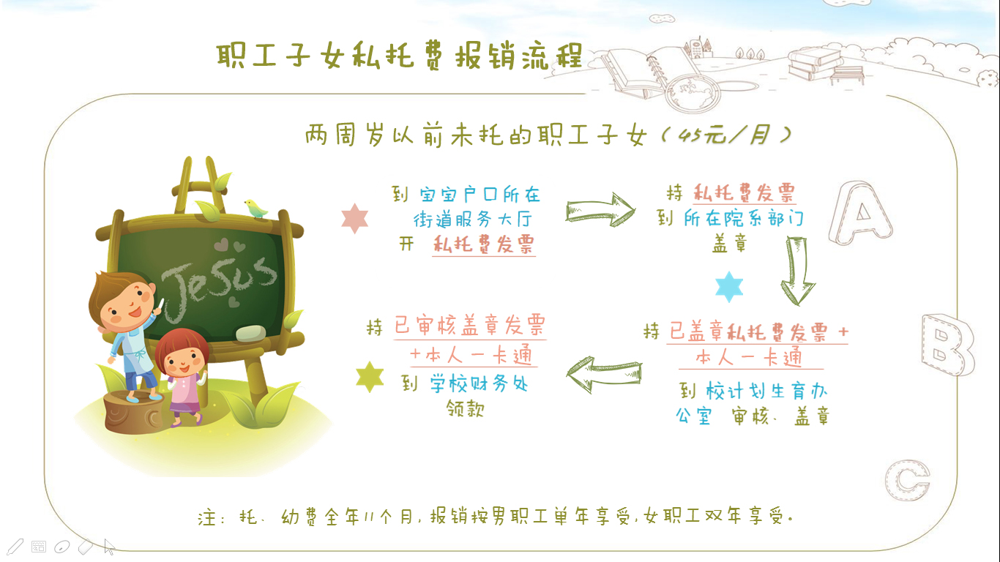 职工子女私托费报销流程
两周岁以前未托的职工子女（45元/月）
到 宝宝户口所在
街道服务大厅
开 私托费发票
持 私托费发票
到 所在院系部门
盖章
持 已盖章私托费发票 +
本人一卡通
到 校计划生育办
公室 审核、盖章
持 已审核盖章发票
+本人一卡通
到 学校财务处
领款
Jesus
A
B
C
注：托、幼费全年11个月,报销按男职工单年享受,女职工双年享受。